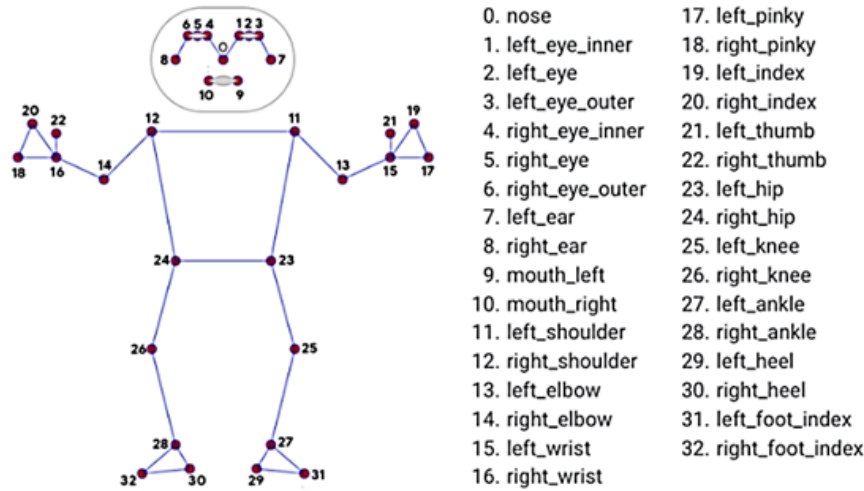 6 5 4 1 2 3
8 0 7
10 9
20 22 12 11 21 19
18 16 14 13 15 17
24 23
26 25
28 27
32 30 29 31
0. nose
1. left_eye_inner
2. left_eye
3. left_eye_outer
4. right_eye_inner
5. right_eye
6. right_eye_outer
7. left_ear
8. right_ear
9. mouth_left
10. mouth_right
11. left_shoulder
12. right_shoulder
13. left_elbow
14. right_elbow
15. left_wrist
16. right_wrist
17. left_pinky
18. right_pinky
19. left_index
20. right_index
21. left_thumb
22. right_thumb
23. left_hip
24. right_hip
25. left_knee
26. right_knee
27. left_ankle
28. right_ankle
29. left_heel
30. right_heel
31. left_foot_index
32. right_foot_index